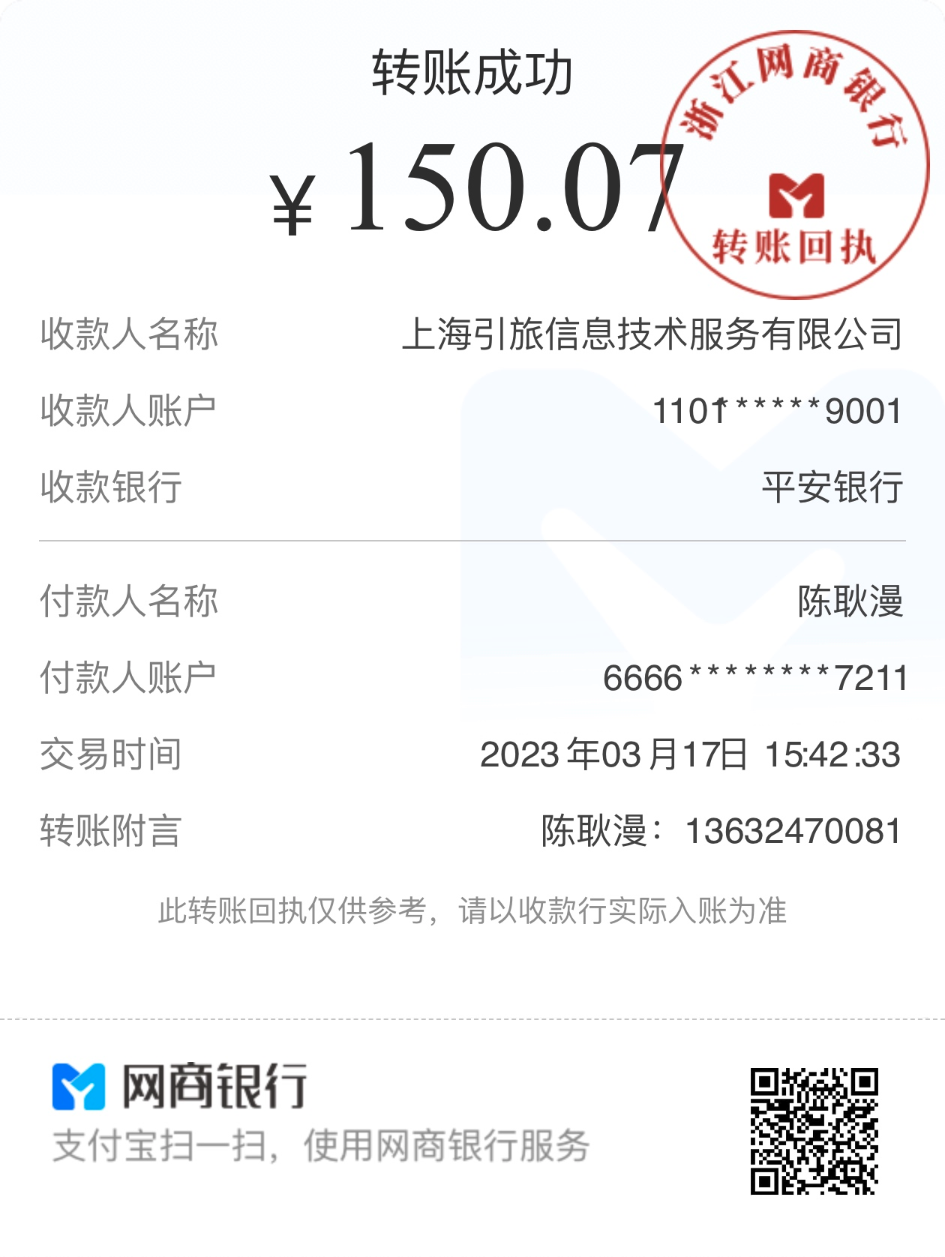 转账成功
¥ 150.07
浙江网商银行
转账回执
收款人名称 上海引旅信息技术服务有限公司
收款人账户 1101******9001
收款银行 平安银行
付款人名称 陈耿漫
付款人账户 6666********7211
交易时间 2023年03月17日 15:42:33
转账附言 陈耿漫：13632470081
此转账回执仅供参考，请以收款行实际入账为准
网商银行
支付宝扫一扫，使用网商银行服务